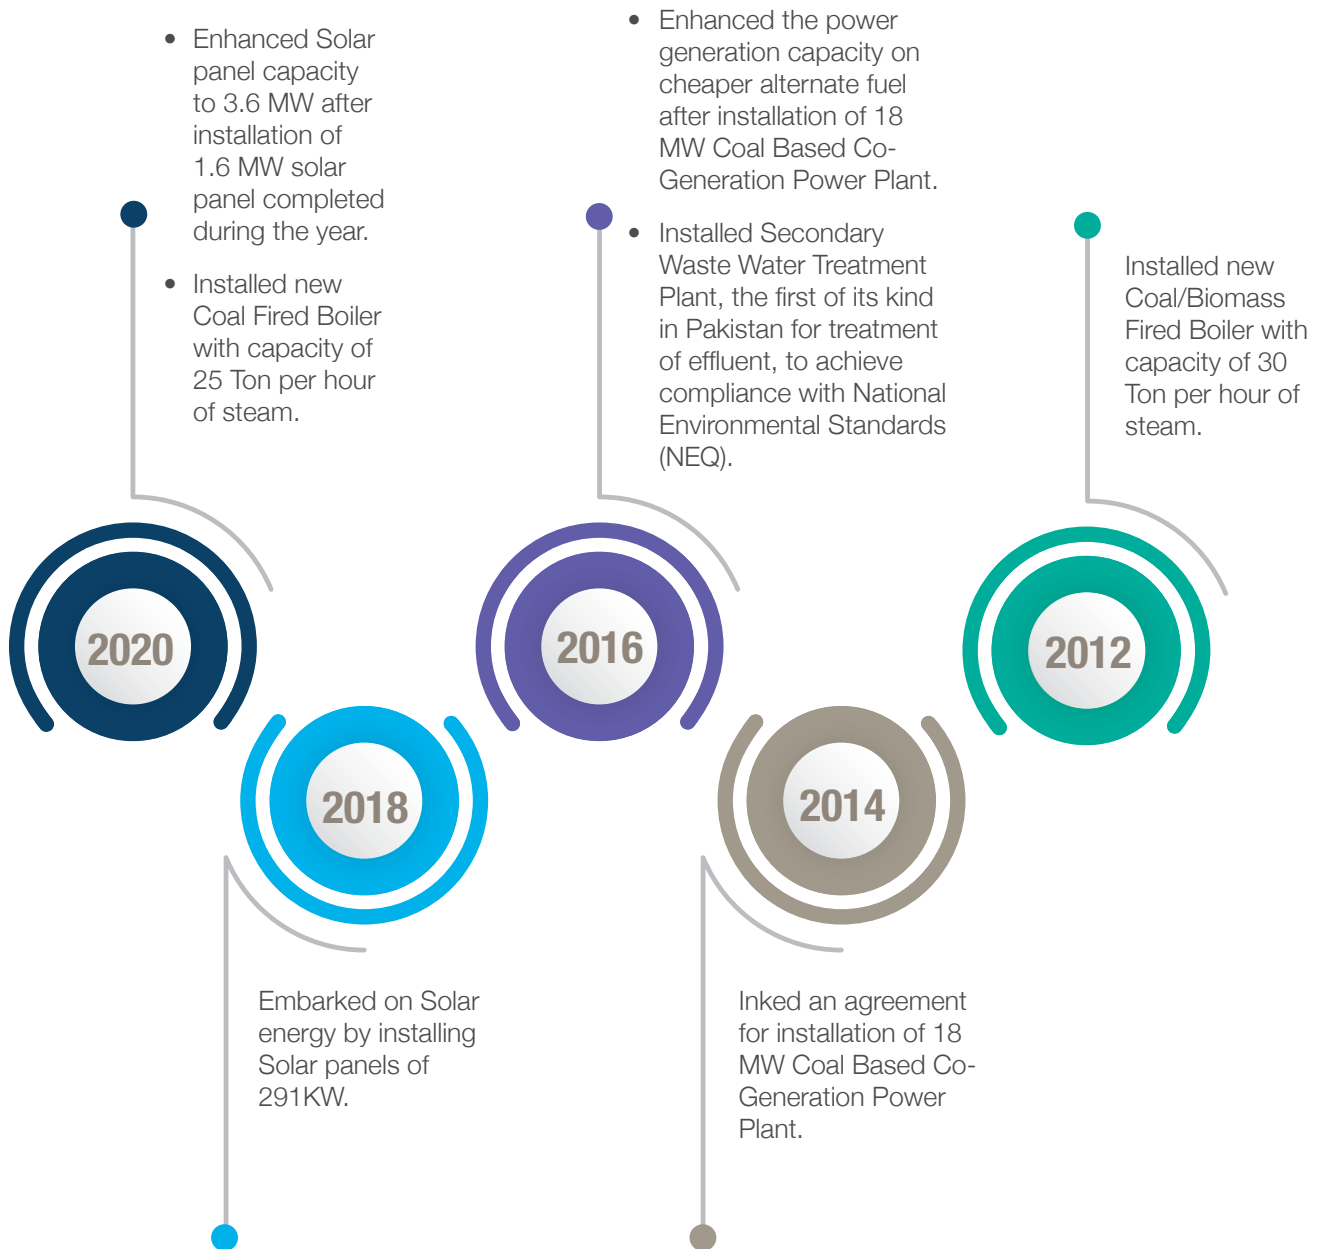 • Enhanced Solar
panel capacity
to 3.6 MW after
installation of
1.6 MW solar
panel completed
during the year.
• Installed new
Coal Fired Boiler
with capacity of
25 Ton per hour
of steam.
2020
Embarked on Solar
energy by installing
Solar panels of
291KW.
2018
• Enhanced the power
generation capacity on
cheaper alternate fuel
after installation of 18
MW Coal Based Co-
Generation Power Plant.
• Installed Secondary
Waste Water Treatment
Plant, the first of its kind
in Pakistan for treatment
of effluent, to achieve
compliance with National
Environmental Standards
(NEQ).
2016
2014
Inked an agreement
for installation of 18
MW Coal Based Co-
Generation Power
Plant.
Installed new
Coal/Biomass
Fired Boiler with
capacity of 30
Ton per hour of
steam.
2012